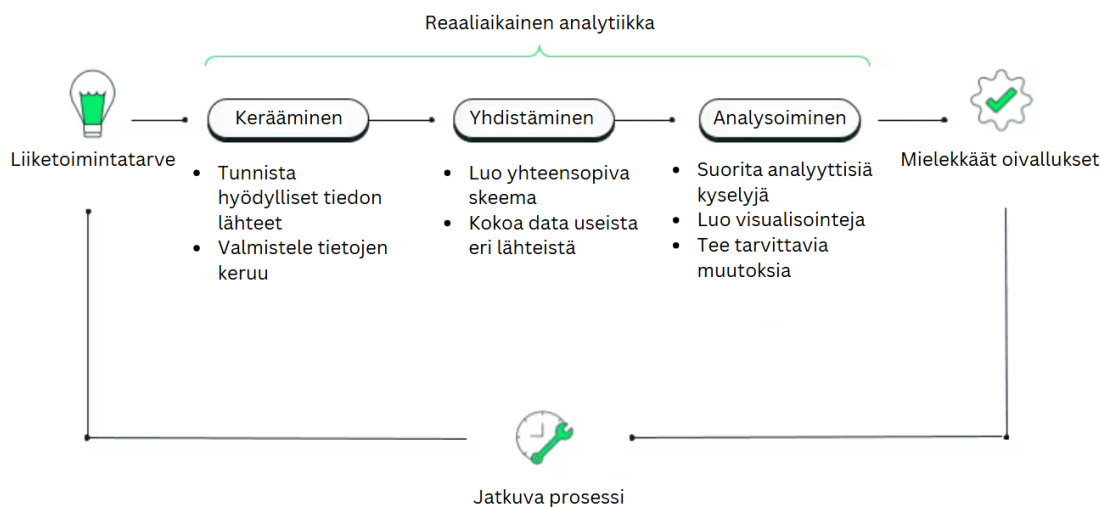 Reaaliaikainen analytiikka
Liiketoimintatarve
Kerääminen
Yhdistäminen
Analysoiminen
Mielekkäät oivallukset
• Tunnista
hyödylliset tiedon
lähteet
• Valmistele tietojen
keruu
• Luo yhteensopiva
skeema
• Kokoa data useista
eri lähteistä
• Suorita analyyttisiä
kyselyjä
• Luo visualisointeja
• Tee tarvittavia
muutoksia
Jatkuva prosessi